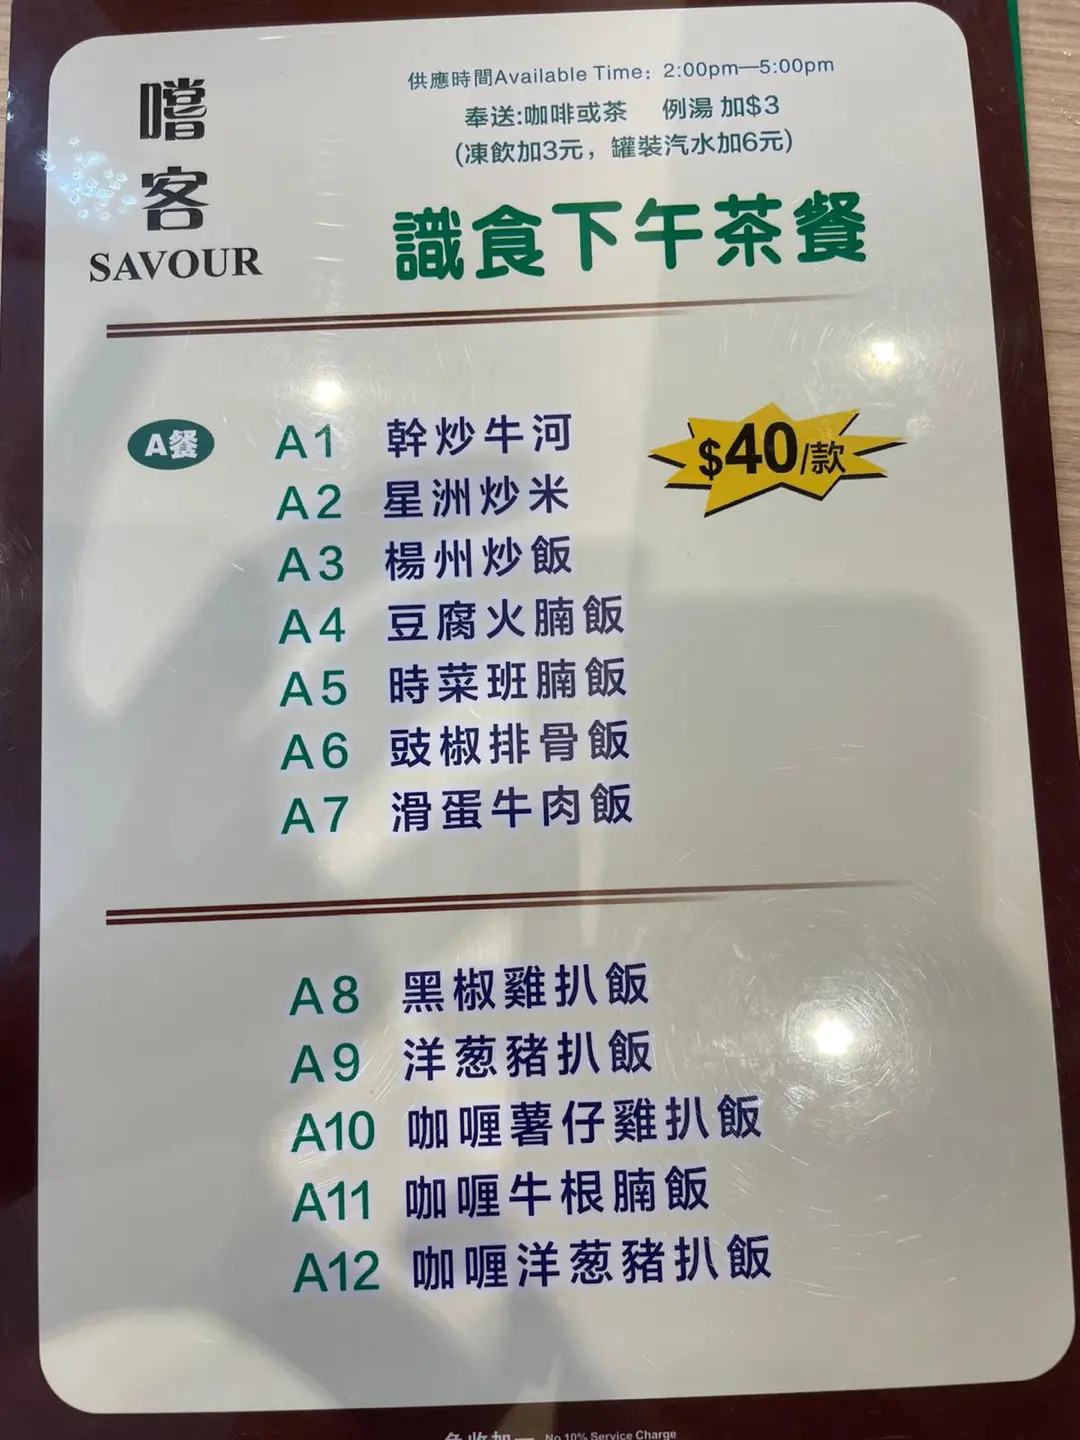 嚐
客
SAVOUR
供應時間Available Time: 2:00pm—5:00pm
奉送:咖啡或茶 例湯 加$3
(凍飲加3元，罐裝汽水加6元)
識食下午茶餐
A餐
$40/款
A1 幹炒牛河
A2 星洲炒米
A3 楊州炒飯
A4 豆腐火腩飯
A5 時菜班腩飯
A6 豉椒排骨飯
A7 滑蛋牛肉飯
A8 黑椒雞扒飯
A9 洋葱豬扒飯
A10 咖喱薯仔雞扒飯
A11 咖喱牛根腩飯
A12 咖喱洋葱豬扒飯
免收加一 No 10% Service Charge